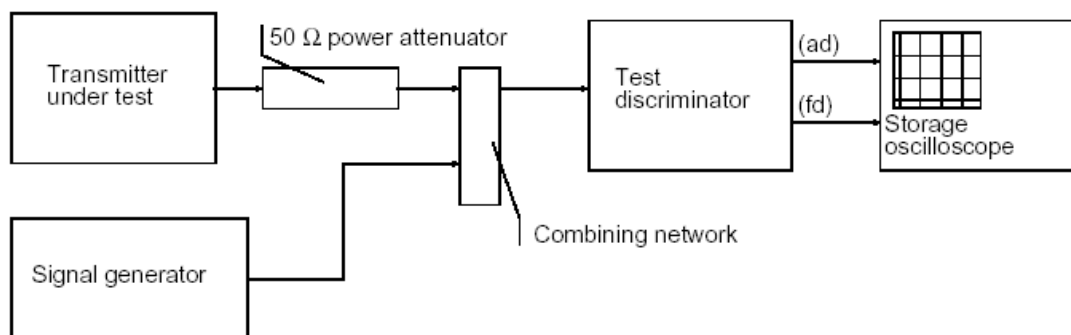 50 Ω power attenuator
Transmitter
under test
Test
discriminator
(ad)
(fd)
Storage
oscilloscope
Combining network
Signal generator